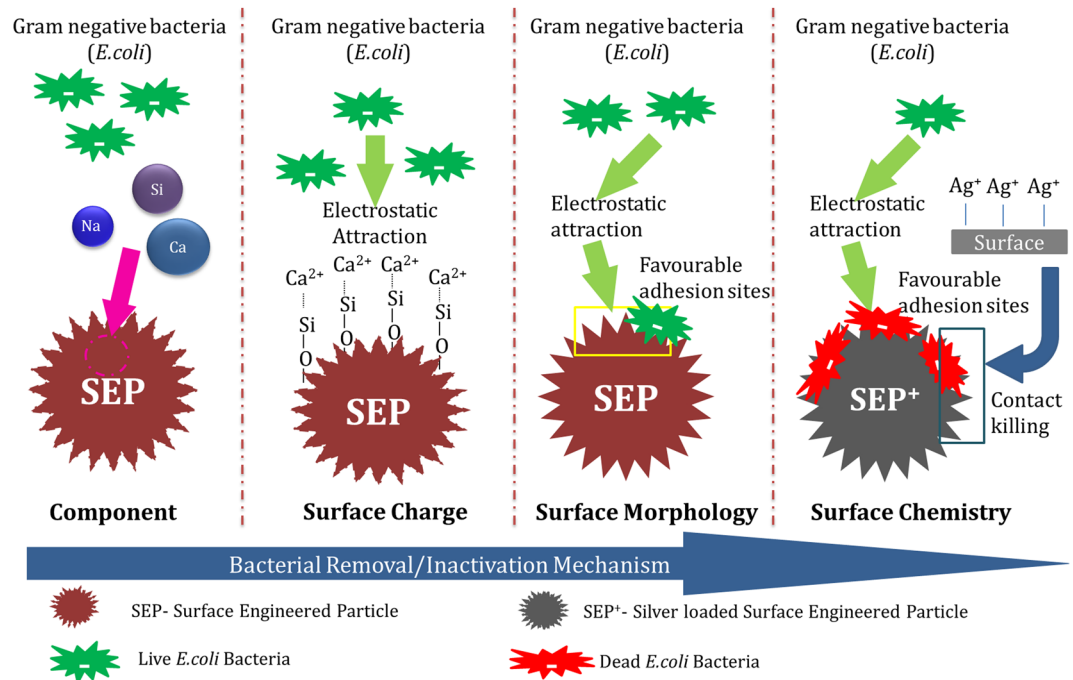 Gram negative bacteria
(E.coli)
Si
Na
Ca
SEP
Component
Gram negative bacteria
(E.coli)
Electrostatic
Attraction
Ca²⁺ Ca²⁺ Ca²⁺ Ca²⁺
Si Si Si Si
O O O O
SEP
Surface Charge
Gram negative bacteria
(E.coli)
Electrostatic
attraction
Favourable
adhesion sites
SEP
Surface Morphology
Gram negative bacteria
(E.coli)
Ag⁺ Ag⁺ Ag⁺
Surface
Electrostatic
attraction
Favourable
adhesion sites
SEP⁺
Contact
killing
Surface Chemistry
Bacterial Removal/Inactivation Mechanism
SEP- Surface Engineered Particle
SEP⁺- Silver loaded Surface Engineered Particle
Live E.coli Bacteria
Dead E.coli Bacteria